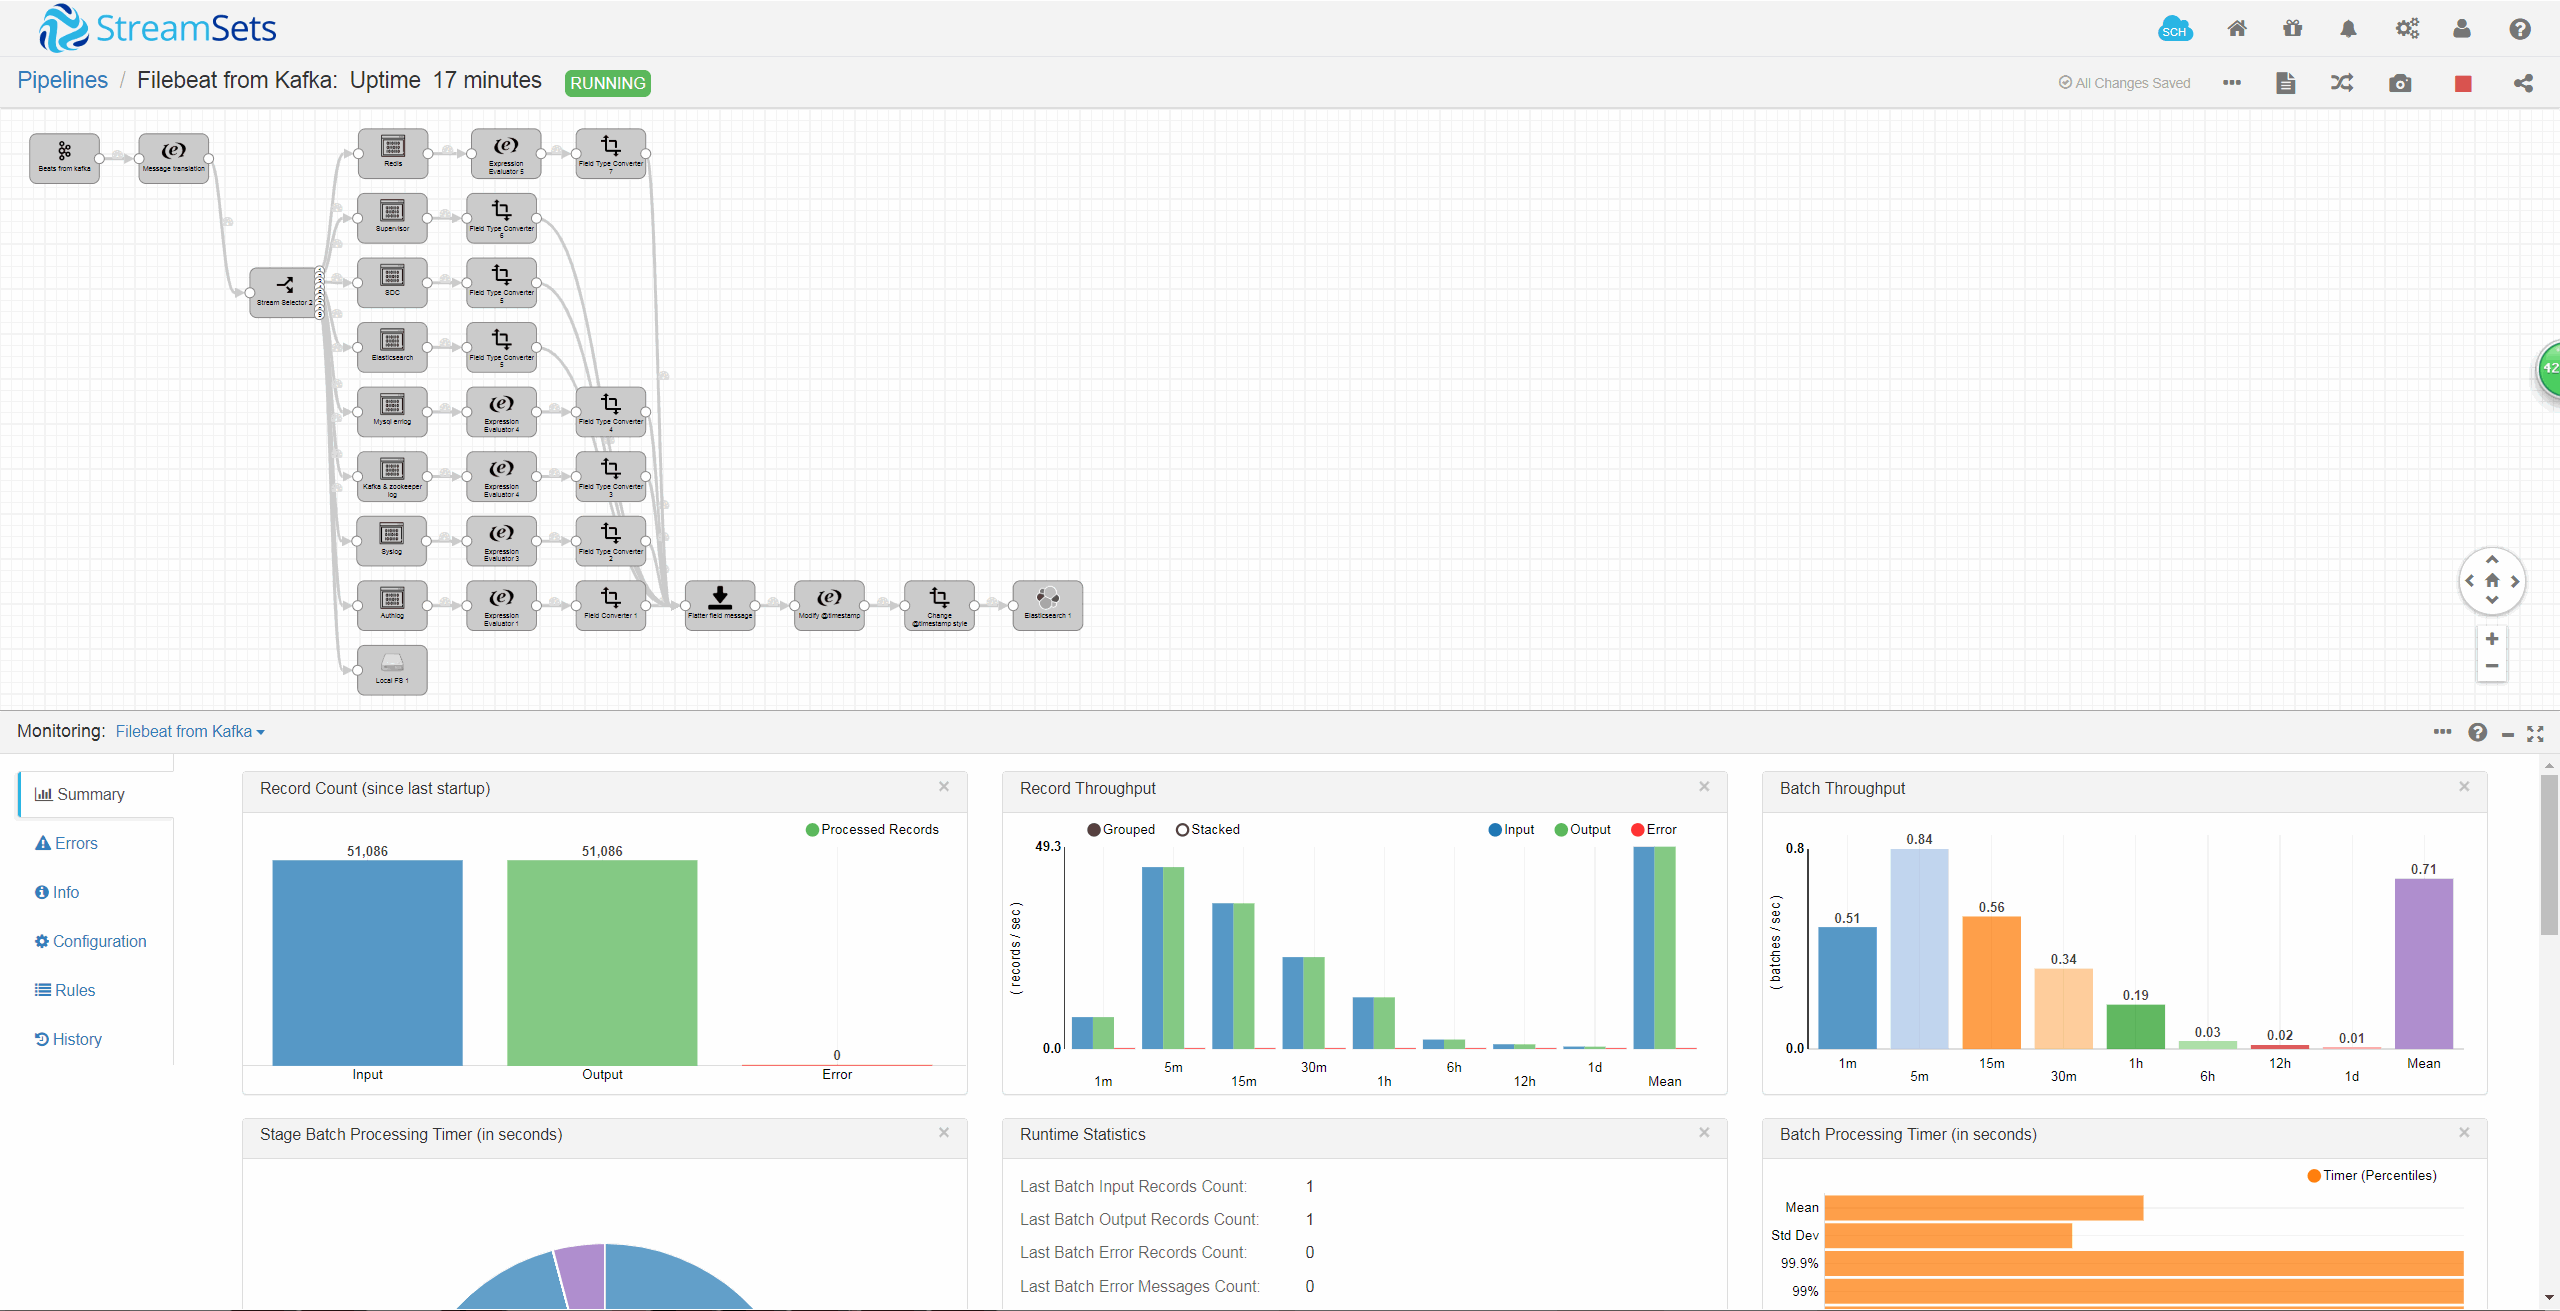 StreamSets
SCH
Pipelines / Filebeat from Kafka: Uptime 17 minutes RUNNING
All Changes Saved
Beats from kafka
Message translation
Redis
Expression Evaluator 5
Field Type Converter 7
Supervisor
Field Type Converter 6
Stream Selector 2
SDC
Field Type Converter
Elasticsearch
Field Type Converter 5
Mysql errlog
Expression Evaluator 4
Field Type Converter 4
Kafka & zookeeper log
Expression Evaluator 4
Field Type Converter 3
Syslog
Expression Evaluator 3
Field Type Converter 2
Authlog
Expression Evaluator 1
Field Converter 1
Flatter field message
Modify @timestamp
Change @timestamp style
Elasticsearch 1
Local FS 1
42
Monitoring: Filebeat from Kafka
Summary
Errors
Info
Configuration
Rules
History
Record Count (since last startup)
Processed Records
51,086
51,086
0
Input
Output
Error
Record Throughput
Grouped Stacked Input Output Error
49.3
( records / sec )
0.0
1m
5m
15m
30m
1h
6h
12h
1d
Mean
Batch Throughput
0.8
( batches / sec )
0.0
0.51
0.84
0.56
0.34
0.19
0.03
0.02
0.01
0.71
1m
5m
15m
30m
1h
6h
12h
1d
Mean
Stage Batch Processing Timer (in seconds)
Runtime Statistics
Last Batch Input Records Count: 1
Last Batch Output Records Count: 1
Last Batch Error Records Count: 0
Last Batch Error Messages Count: 0
Batch Processing Timer (in seconds)
Timer (Percentiles)
Mean
Std Dev
99.9%
99%